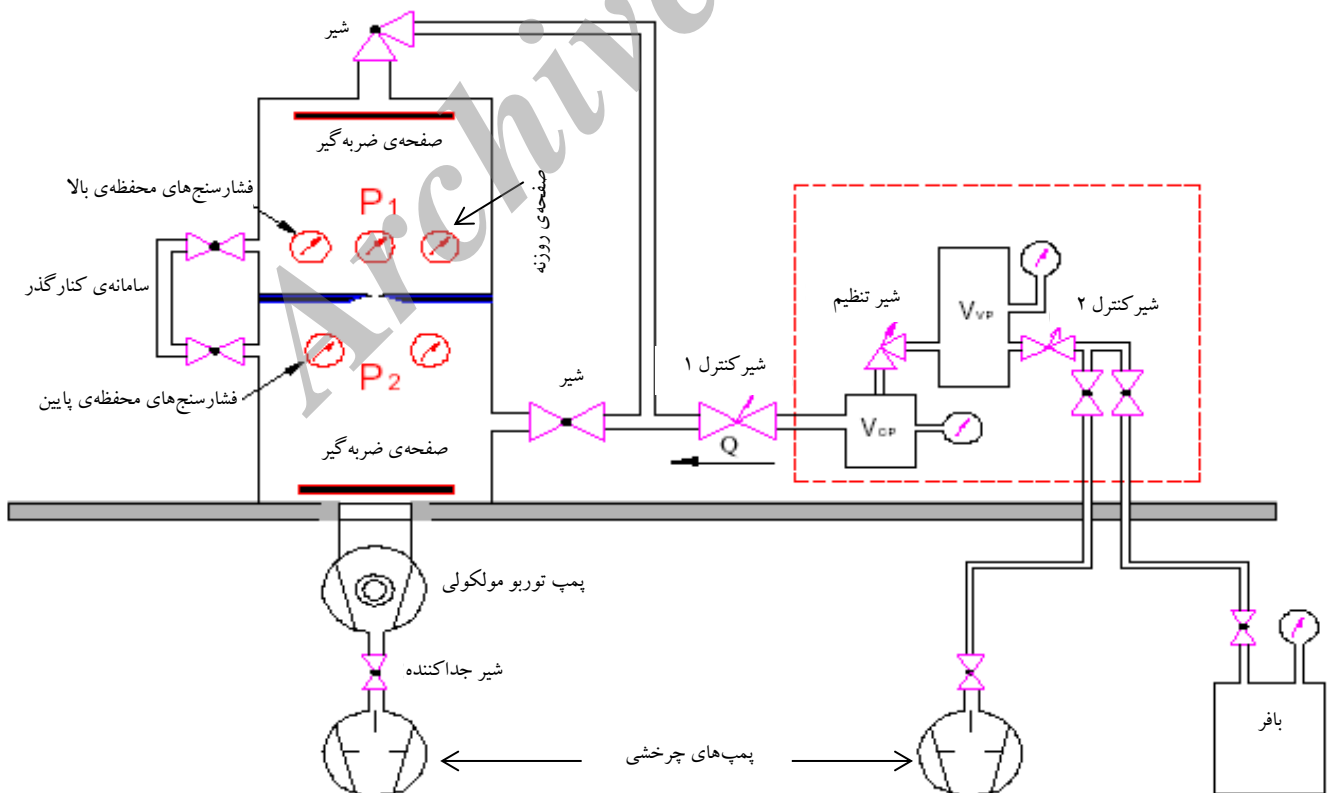 شیر
صفحه‌ی ضربه‌گیر
فشارسنج‌های محفظه‌ی بالا
P1
صفحه‌ی روزنه
سامانه‌ی کنارگذر
P2
فشارسنج‌های محفظه‌ی پایین
صفحه‌ی ضربه‌گیر
شیر
شیرکنترل ۱
Q
شیر تنظیم
VVP
شیرکنترل ۲
VCP
پمپ توربو مولکولی
شیر جداکننده
پمپ‌های چرخشی
بافر
Archive